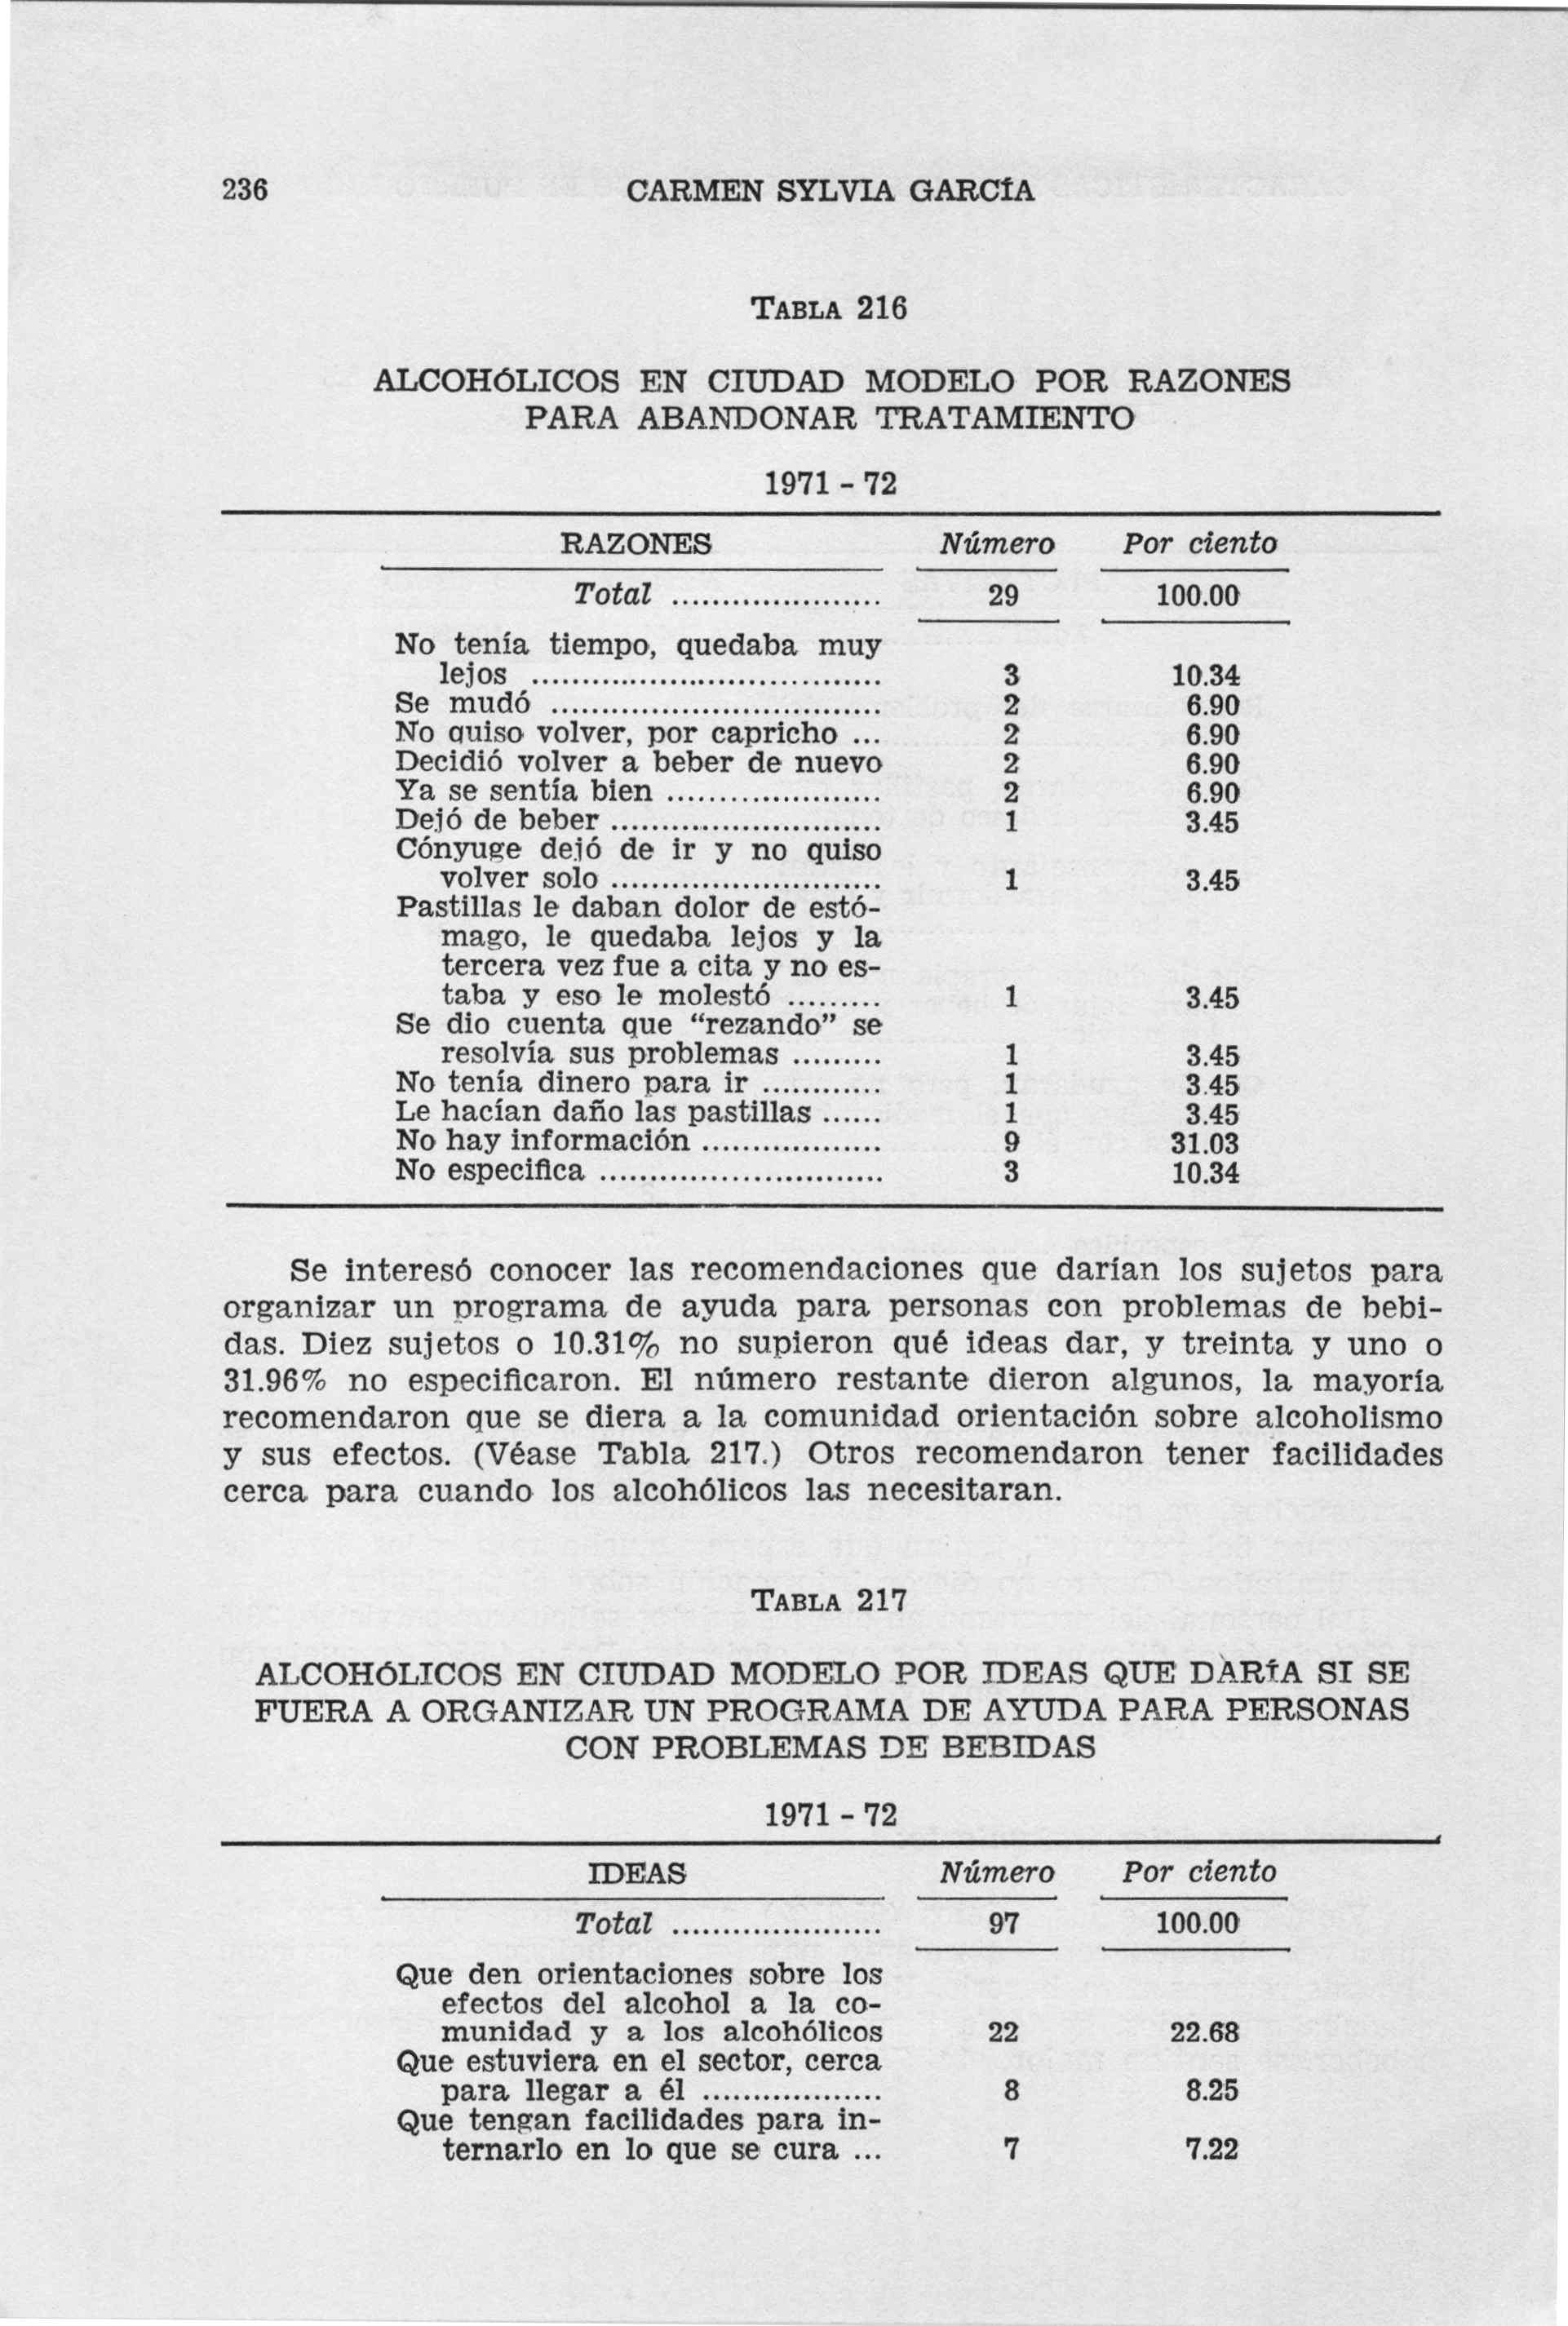 236 CARMEN SYLVIA GARCÍA
TABLA 216
ALCOHÓLICOS EN CIUDAD MODELO POR RAZONES
PARA ABANDONAR TRATAMIENTO
1971 - 72
RAZONES Número Por ciento
Total ..................... 29 100.00
No tenía tiempo, quedaba muy
lejos ................................... 3 10.34
Se mudó ................................. 2 6.90
No quiso volver, por capricho ... 2 6.90
Decidió volver a beber de nuevo 2 6.90
Ya se sentía bien ..................... 2 6.90
Dejó de beber ........................... 1 3.45
Cónyuge dejó de ir y no quiso
volver solo ........................... 1 3.45
Pastillas le daban dolor de estó-
mago, le quedaba lejos y la
tercera vez fue a cita y no es-
taba y eso le molestó ......... 1 3.45
Se dio cuenta que “rezando” se
resolvía sus problemas ......... 1 3.45
No tenía dinero para ir ............ 1 3.45
Le hacían daño las pastillas ...... 1 3.45
No hay información .................. 9 31.03
No especifica ............................ 3 10.34
Se interesó conocer las recomendaciones que darían los sujetos para
organizar un programa de ayuda para personas con problemas de bebi-
das. Diez sujetos o 10.31% no supieron qué ideas dar, y treinta y uno o
31.96% no especificaron. El número restante dieron algunos, la mayoría
recomendaron que se diera a la comunidad orientación sobre alcoholismo
y sus efectos. (Véase Tabla 217.) Otros recomendaron tener facilidades
cerca para cuando los alcohólicos las necesitaran.
TABLA 217
ALCOHÓLICOS EN CIUDAD MODELO POR IDEAS QUE DARÍA SI SE
FUERA A ORGANIZAR UN PROGRAMA DE AYUDA PARA PERSONAS
CON PROBLEMAS DE BEBIDAS
1971 - 72
IDEAS Número Por ciento
Total ..................... 97 100.00
Que den orientaciones sobre los
efectos del alcohol a la co-
munidad y a los alcohólicos 22 22.68
Que estuviera en el sector, cerca
para llegar a él .................. 8 8.25
Que tengan facilidades para in-
ternarlo en lo que se cura ... 7 7.22